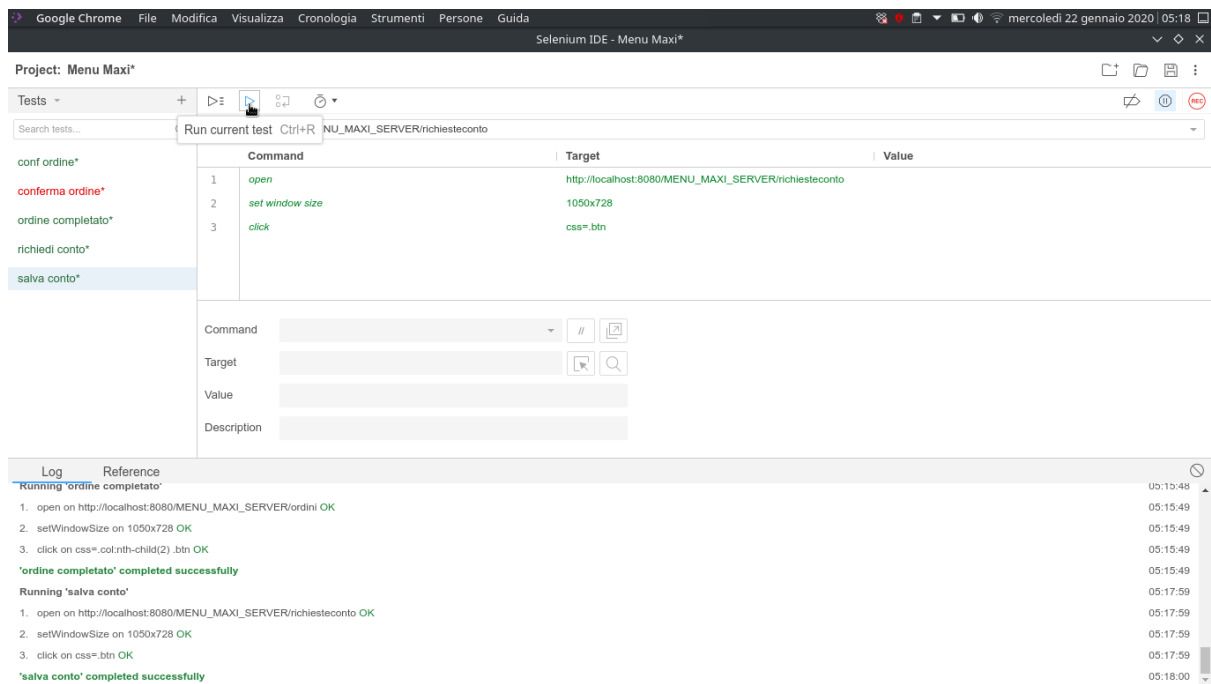 Google Chrome File Modifica Visualizza Cronologia Strumenti Persone Guida mercoledì 22 gennaio 2020 05:18
Selenium IDE - Menu Maxi*
Project: Menu Maxi*
Tests
REC
Search tests...
Run current test Ctrl+R
NU_MAXI_SERVER/richiesteconto
Command Target Value
conf ordine*
conferma ordine*
ordine completato*
richiedi conto*
salva conto*
1 open http://localhost:8080/MENU_MAXI_SERVER/richiesteconto
2 set window size 1050x728
3 click css=.btn
Command //
Target
Value
Description
Log Reference
Running 'ordine completato' 05:15:48
1. open on http://localhost:8080/MENU_MAXI_SERVER/ordini OK 05:15:49
2. setWindowSize on 1050x728 OK 05:15:49
3. click on css=.col:nth-child(2) .btn OK 05:15:49
'ordine completato' completed successfully 05:15:49
Running 'salva conto' 05:17:59
1. open on http://localhost:8080/MENU_MAXI_SERVER/richiesteconto OK 05:17:59
2. setWindowSize on 1050x728 OK 05:17:59
3. click on css=.btn OK 05:17:59
'salva conto' completed successfully 05:18:00